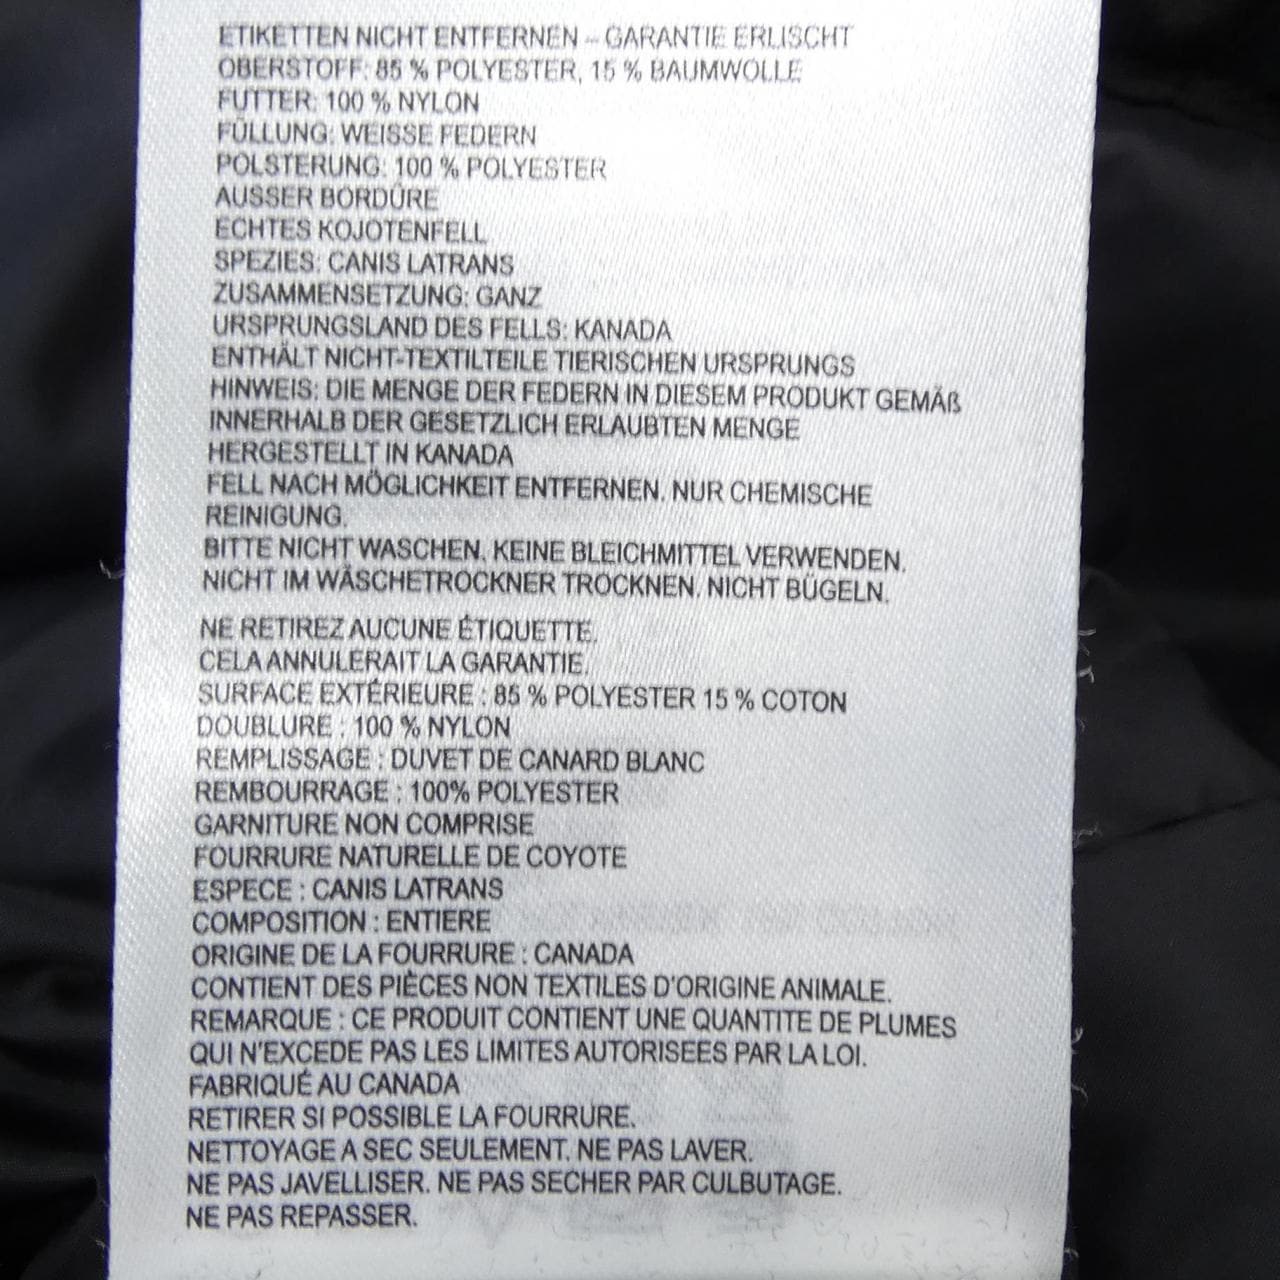 ETIKETTEN NICHT ENTFERNEN – GARANTIE ERLISCHT
OBERSTOFF: 85 % POLYESTER, 15 % BAUMWOLLE
FUTTER: 100 % NYLON
FÜLLUNG: WEISSE FEDERN
POLSTERUNG: 100 % POLYESTER
AUSSER BORDÜRE
ECHTES KOJOTENFELL
SPEZIES: CANIS LATRANS
ZUSAMMENSETZUNG: GANZ
URSPRUNGSLAND DES FELLS: KANADA
ENTHÄLT NICHT-TEXTILTEILE TIERISCHEN URSPRUNGS
HINWEIS: DIE MENGE DER FEDERN IN DIESEM PRODUKT GEMÄß
INNERHALB DER GESETZLICH ERLAUBTEN MENGE
HERGESTELLT IN KANADA
FELL NACH MÖGLICHKEIT ENTFERNEN. NUR CHEMISCHE
REINIGUNG.
BITTE NICHT WASCHEN. KEINE BLEICHMITTEL VERWENDEN.
NICHT IM WÄSCHETROCKNER TROCKNEN. NICHT BÜGELN.
NE RETIREZ AUCUNE ÉTIQUETTE.
CELA ANNULERAIT LA GARANTIE.
SURFACE EXTÉRIEURE : 85 % POLYESTER 15 % COTON
DOUBLURE : 100 % NYLON
REMPLISSAGE : DUVET DE CANARD BLANC
REMBOURRAGE : 100% POLYESTER
GARNITURE NON COMPRISE
FOURRURE NATURELLE DE COYOTE
ESPECE : CANIS LATRANS
COMPOSITION : ENTIERE
ORIGINE DE LA FOURRURE : CANADA
CONTIENT DES PIÈCES NON TEXTILES D'ORIGINE ANIMALE.
REMARQUE : CE PRODUIT CONTIENT UNE QUANTITE DE PLUMES
QUI N'EXCEDE PAS LES LIMITES AUTORISEES PAR LA LOI.
FABRIQUÉ AU CANADA
RETIRER SI POSSIBLE LA FOURRURE.
NETTOYAGE A SEC SEULEMENT. NE PAS LAVER.
NE PAS JAVELLISER. NE PAS SECHER PAR CULBUTAGE.
NE PAS REPASSER.